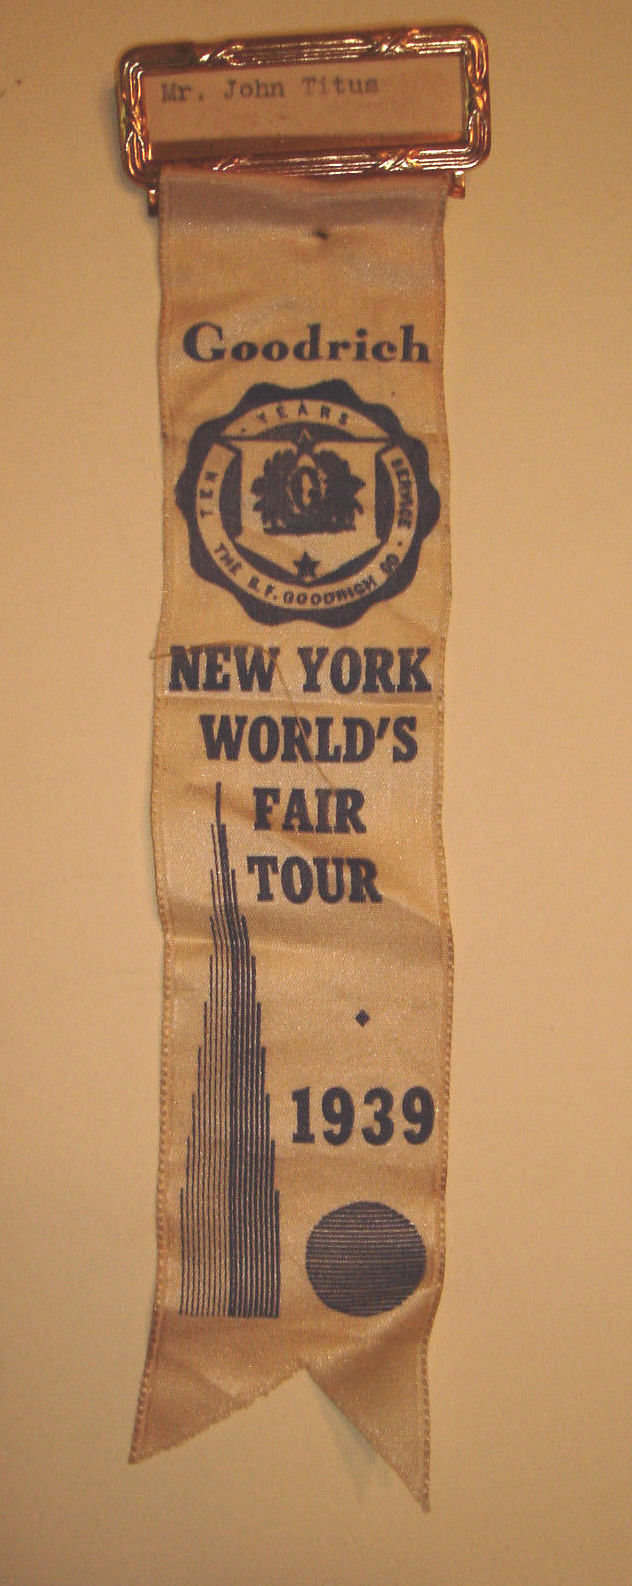 Mr. John Titus
Goodrich
TEN YEARS SERVICE
THE B.F. GOODRICH CO
NEW YORK
WORLD'S
FAIR
TOUR
1939